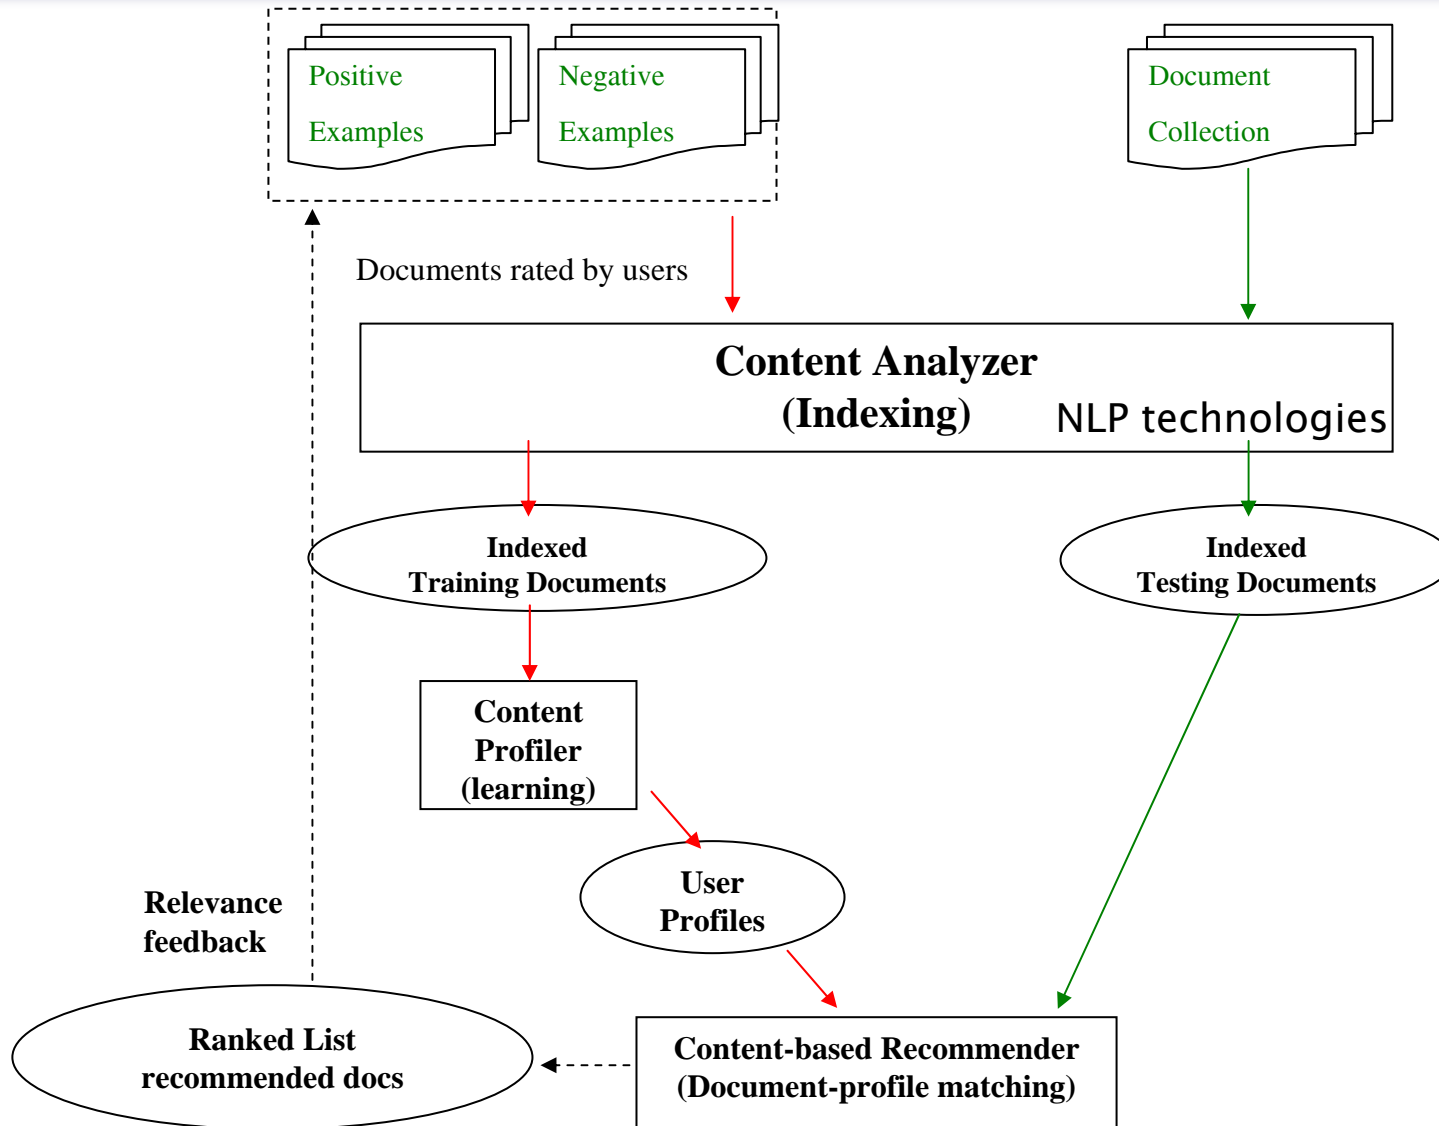 Positive
Examples
Negative
Examples
Document
Collection
Documents rated by users
Content Analyzer
(Indexing)
NLP technologies
Indexed
Training Documents
Indexed
Testing Documents
Content
Profiler
(learning)
User
Profiles
Relevance
feedback
Ranked List
recommended docs
Content-based Recommender
(Document-profile matching)